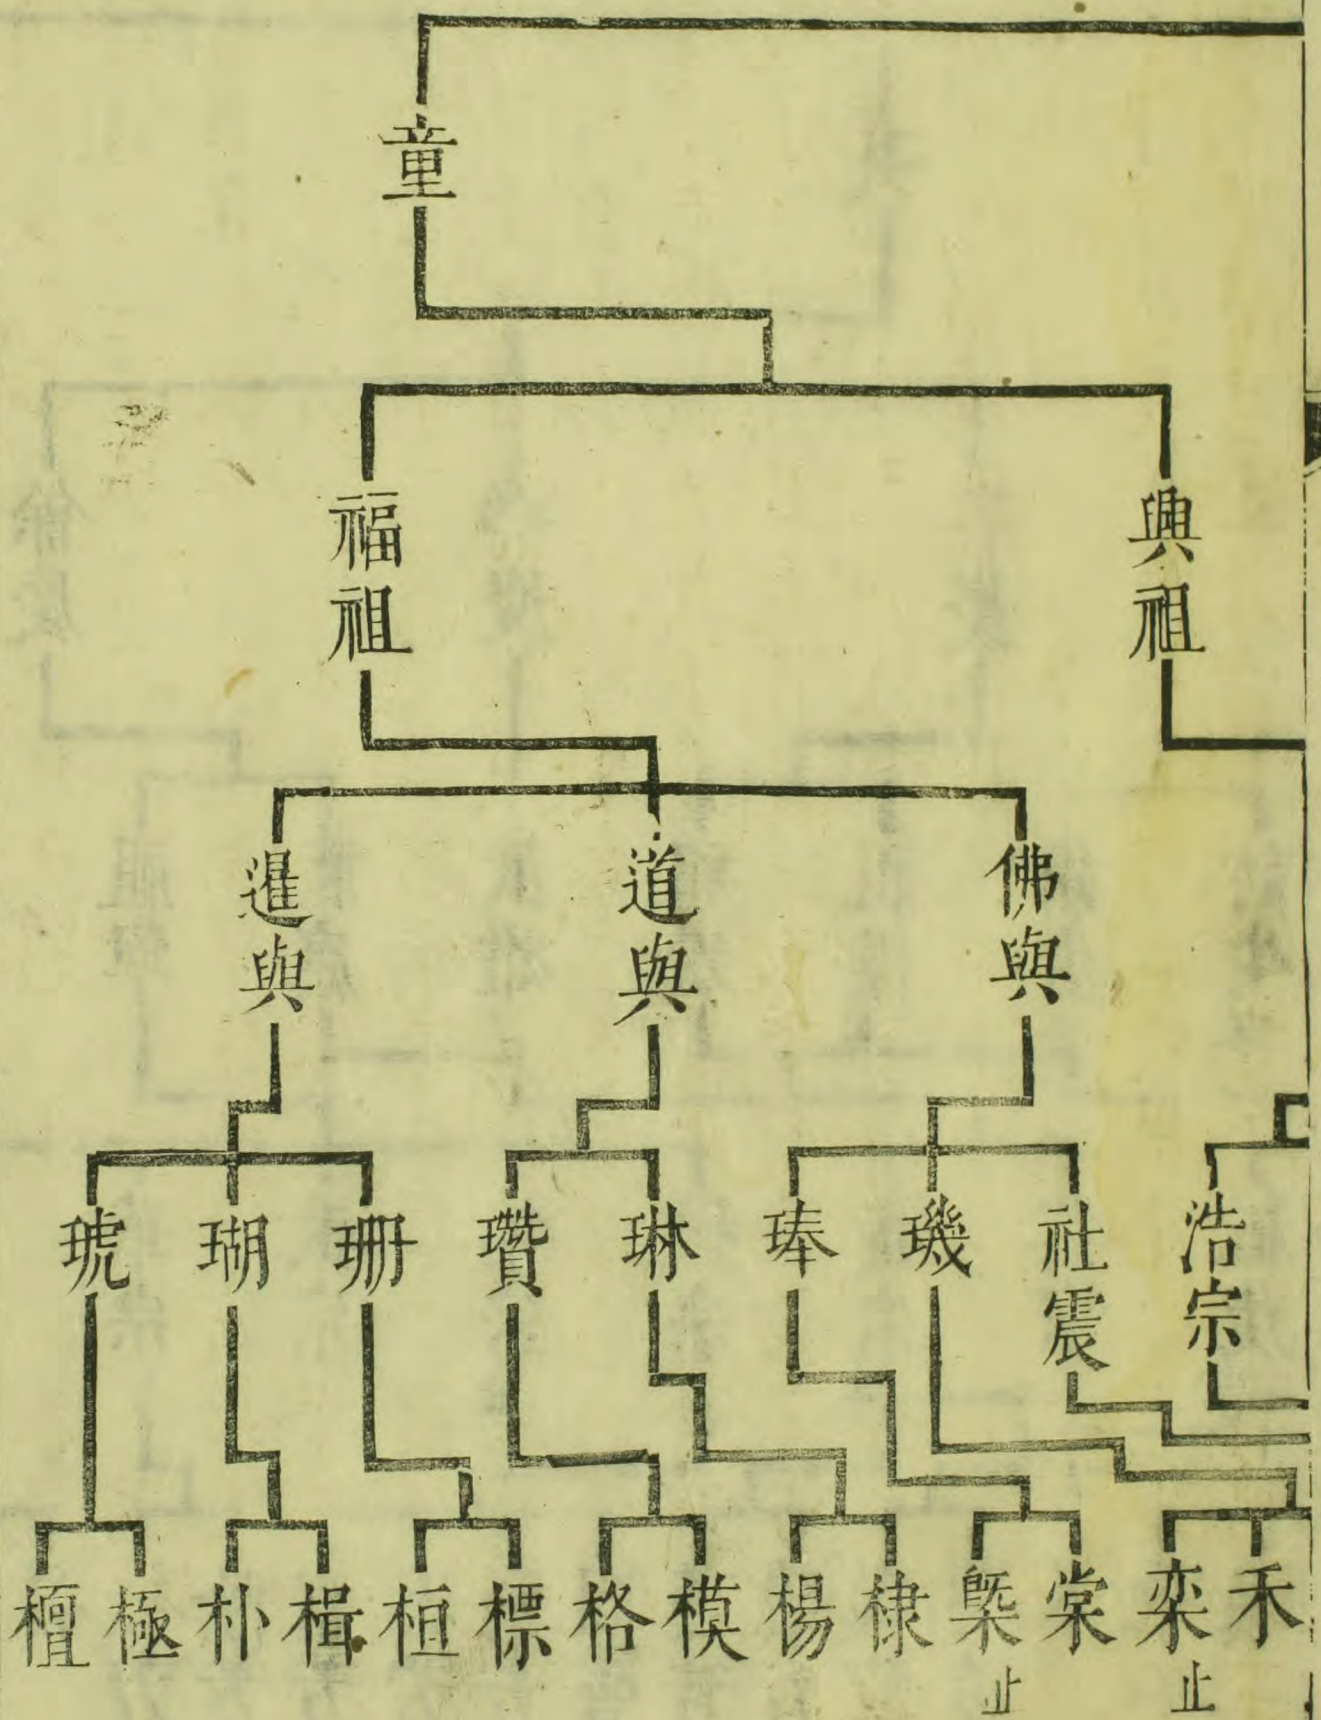 童
興祖
福祖
佛與
道與
暹與
浩宗
社震
璣
琫
琳
瓚
珊
瑚
琥
禾
栾
止
棠
槩
止
棣
楊
模
格
標
桓
楫
朴
極
檀